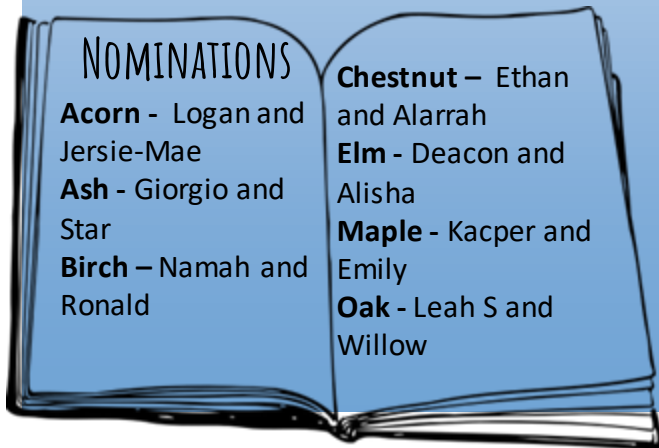 NOMINATIONS
Acorn - Logan and
Jersie-Mae
Ash - Giorgio and
Star
Birch – Namah and
Ronald
Chestnut – Ethan
and Alarrah
Elm - Deacon and
Alisha
Maple - Kacper and
Emily
Oak - Leah S and
Willow